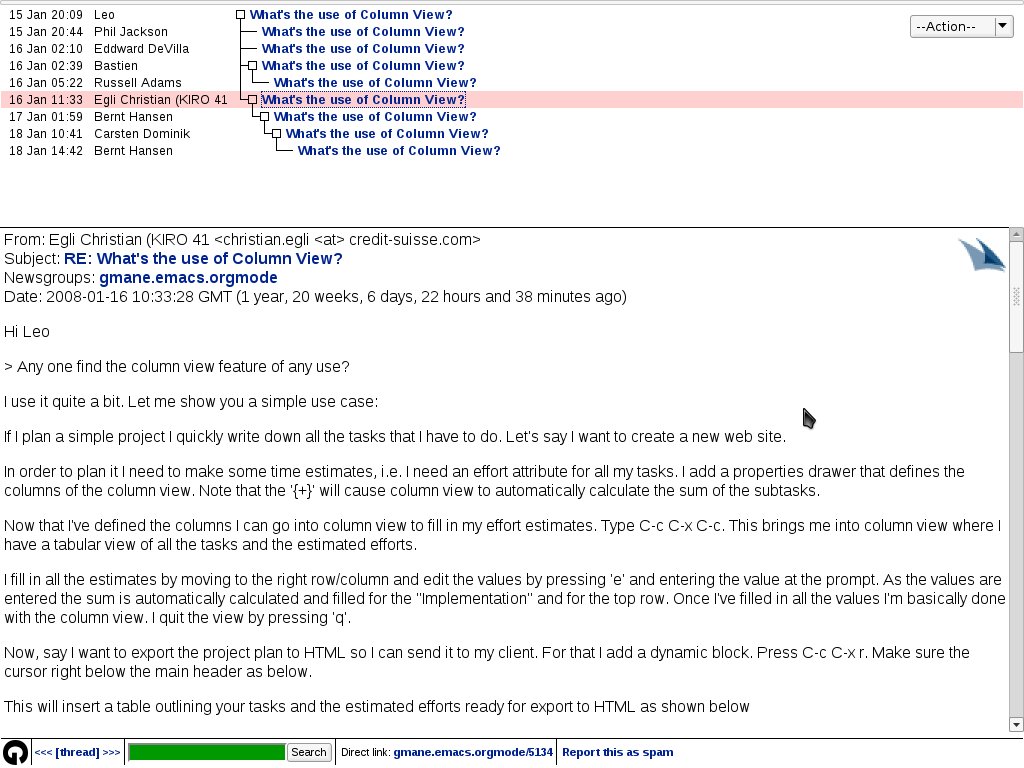 15 Jan 20:09 Leo What's the use of Column View?
--Action--
15 Jan 20:44 Phil Jackson What's the use of Column View?
16 Jan 02:10 Eddward DeVilla What's the use of Column View?
16 Jan 02:39 Bastien What's the use of Column View?
16 Jan 05:22 Russell Adams What's the use of Column View?
16 Jan 11:33 Egli Christian (KIRO 41 What's the use of Column View?
17 Jan 01:59 Bernt Hansen What's the use of Column View?
18 Jan 10:41 Carsten Dominik What's the use of Column View?
18 Jan 14:42 Bernt Hansen What's the use of Column View?
From: Egli Christian (KIRO 41 <christian.egli <at> credit-suisse.com>
Subject: RE: What's the use of Column View?
Newsgroups: gmane.emacs.orgmode
Date: 2008-01-16 10:33:28 GMT (1 year, 20 weeks, 6 days, 22 hours and 38 minutes ago)
Hi Leo
> Any one find the column view feature of any use?
I use it quite a bit. Let me show you a simple use case:
If I plan a simple project I quickly write down all the tasks that I have to do. Let's say I want to create a new web site.
In order to plan it I need to make some time estimates, i.e. I need an effort attribute for all my tasks. I add a properties drawer that defines the
columns of the column view. Note that the '{+}' will cause column view to automatically calculate the sum of the subtasks.
Now that I've defined the columns I can go into column view to fill in my effort estimates. Type C-c C-x C-c. This brings me into column view where I
have a tabular view of all the tasks and the estimated efforts.
I fill in all the estimates by moving to the right row/column and edit the values by pressing 'e' and entering the value at the prompt. As the values are
entered the sum is automatically calculated and filled for the "Implementation" and for the top row. Once I've filled in all the values I'm basically done
with the column view. I quit the view by pressing 'q'.
Now, say I want to export the project plan to HTML so I can send it to my client. For that I add a dynamic block. Press C-c C-x r. Make sure the
cursor right below the main header as below.
This will insert a table outlining your tasks and the estimated efforts ready for export to HTML as shown below
<<< [thread] >>> Search Direct link: gmane.emacs.orgmode/5134 Report this as spam